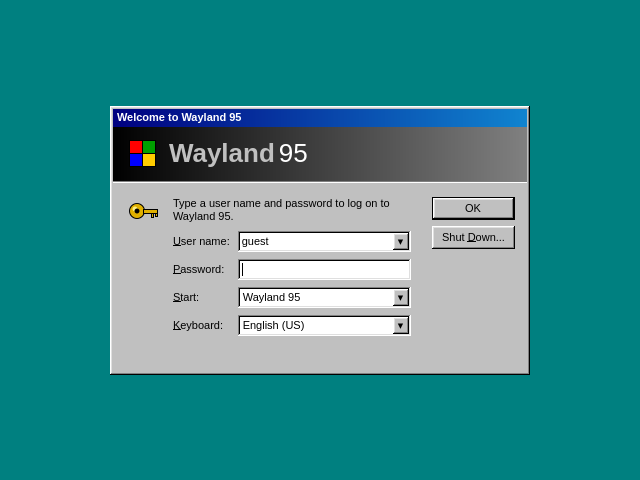 Welcome to Wayland 95
Wayland 95
Type a user name and password to log on to
Wayland 95.
User name: guest
Password:
Start: Wayland 95
Keyboard: English (US)
OK
Shut Down...